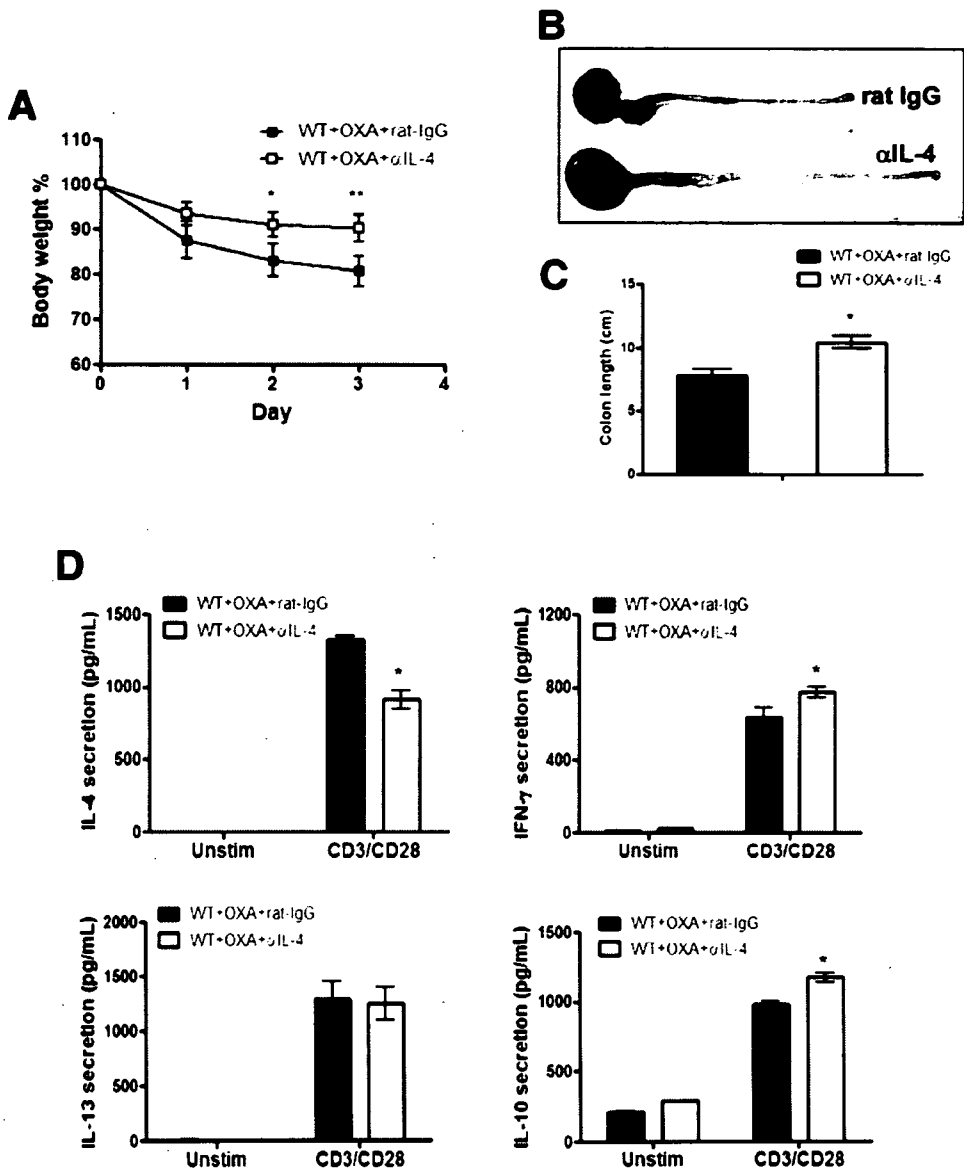 A
WT+OXA+rat-IgG
WT+OXA+αIL-4
Body weight %
110
100
90
80
70
60
*
**
0
1
2
3
4
Day
B
rat IgG
αIL-4
C
WT+OXA+rat-IgG
WT+OXA+αIL-4
Colon length (cm)
15
10
5
0
*
D
WT+OXA+rat-IgG
WT+OXA+αIL-4
IL-4 secretion (pg/mL)
1500
1000
500
0
*
Unstim
CD3/CD28
WT+OXA+rat-IgG
WT+OXA+αIL-4
IFN-γ secretion (pg/mL)
1200
800
400
0
*
Unstim
CD3/CD28
WT+OXA+rat-IgG
WT+OXA+αIL-4
IL-13 secretion (pg/mL)
2000
1500
1000
500
0
Unstim
CD3/CD28
WT+OXA+rat-IgG
WT+OXA+αIL-4
IL-10 secretion (pg/mL)
1500
1000
500
0
*
Unstim
CD3/CD28